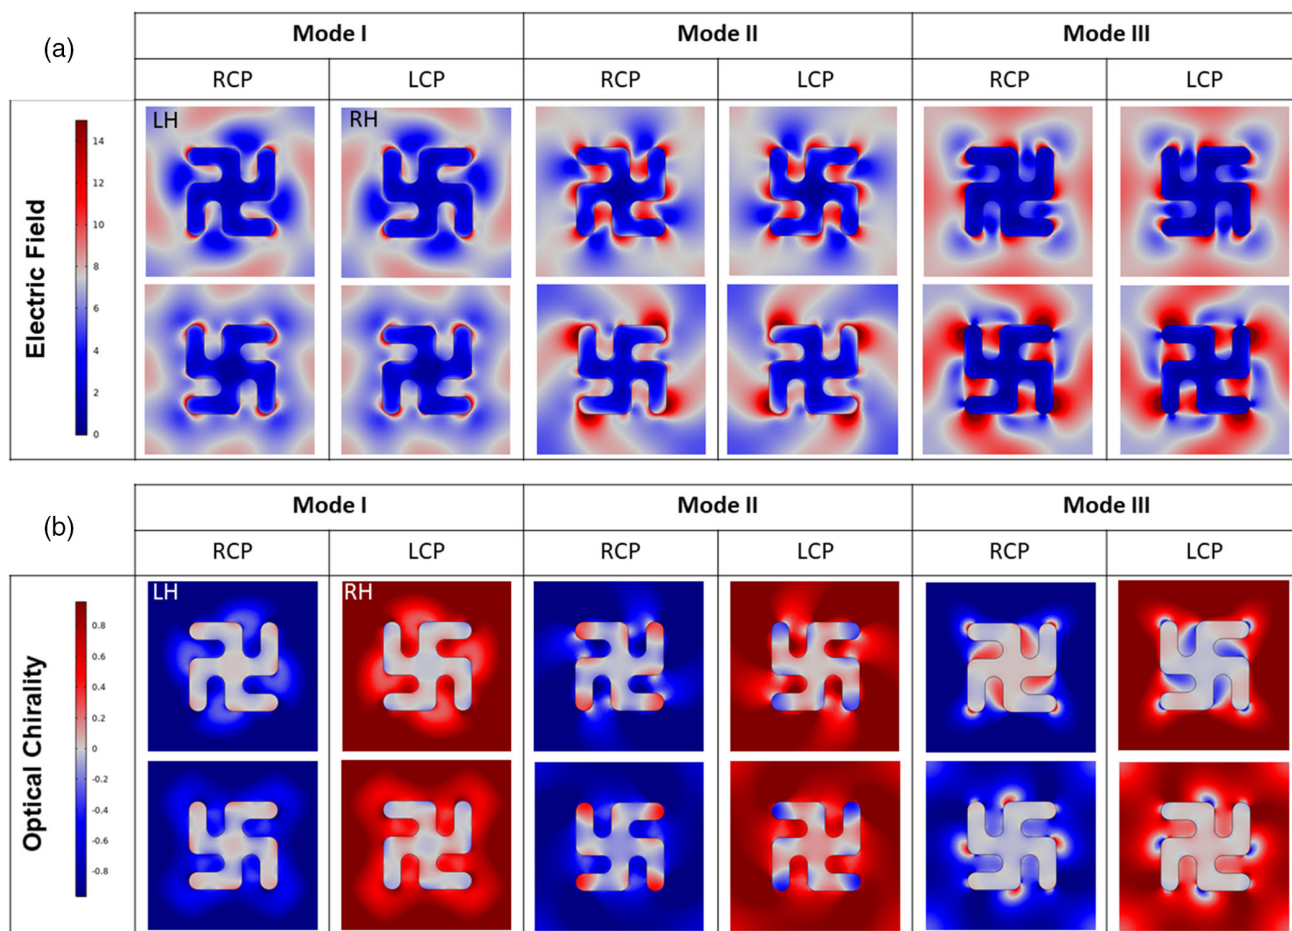 (a)
Mode I Mode II Mode III
RCP LCP RCP LCP RCP LCP
Electric Field
14
12
10
8
6
4
2
0
LH RH
(b)
Mode I Mode II Mode III
RCP LCP RCP LCP RCP LCP
Optical Chirality
0.8
0.6
0.4
0.2
0
-0.2
-0.4
-0.6
-0.8
LH RH